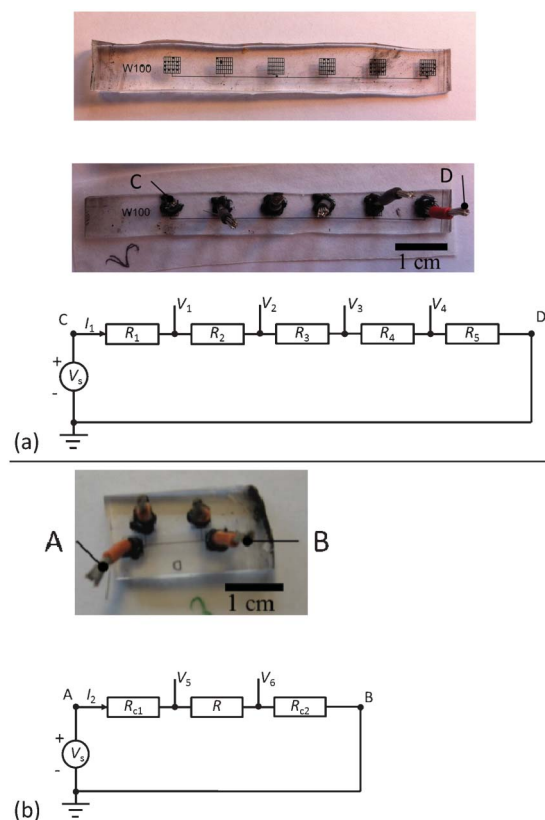 W100
C
D
W100
1 cm
V1 V2 V3 V4
C I1 R1 R2 R3 R4 R5 D
+
Vs
-
(a)
A
B
D
1 cm
V5 V6
A I2 Rc1 R Rc2 B
+
Vs
-
(b)